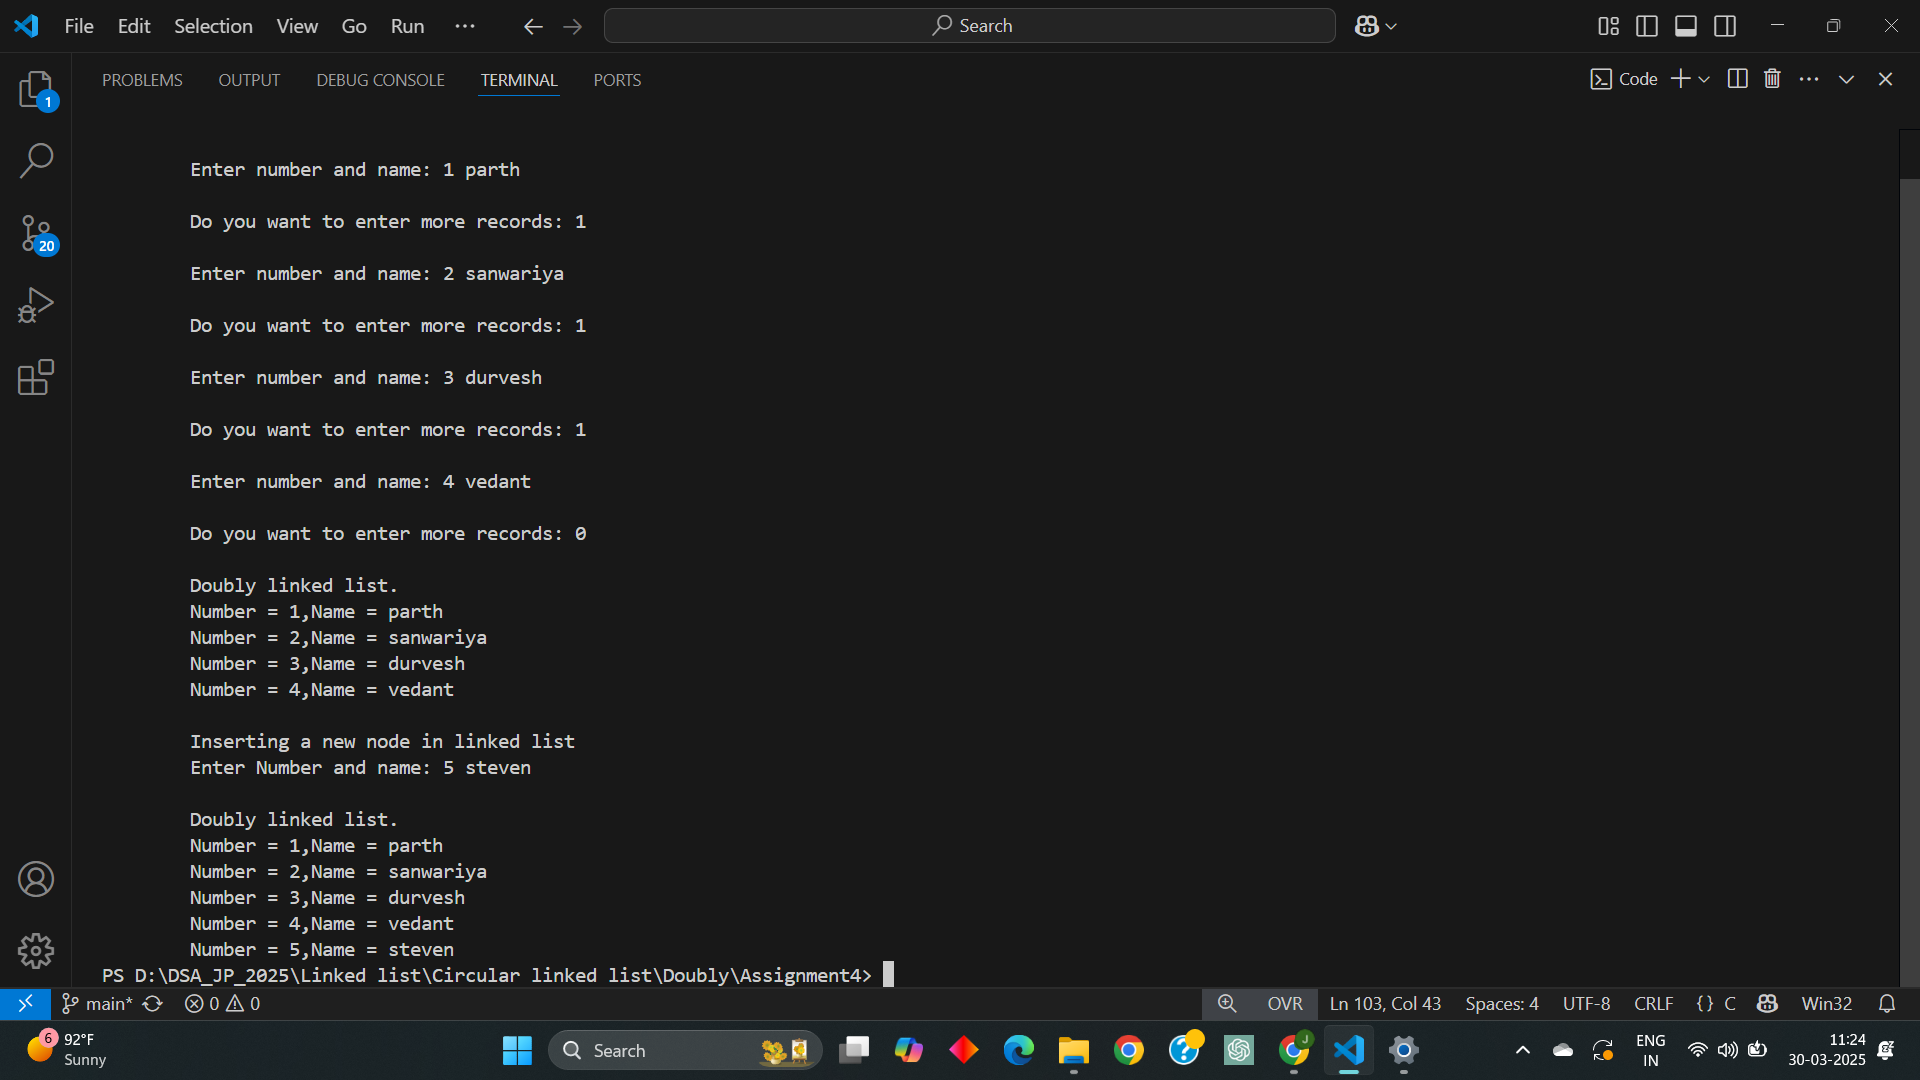 File Edit Selection View Go Run ··· Search
PROBLEMS OUTPUT DEBUG CONSOLE TERMINAL PORTS Code
1
20
Enter number and name: 1 parth
Do you want to enter more records: 1
Enter number and name: 2 sanwariya
Do you want to enter more records: 1
Enter number and name: 3 durvesh
Do you want to enter more records: 1
Enter number and name: 4 vedant
Do you want to enter more records: 0
Doubly linked list.
Number = 1,Name = parth
Number = 2,Name = sanwariya
Number = 3,Name = durvesh
Number = 4,Name = vedant
Inserting a new node in linked list
Enter Number and name: 5 steven
Doubly linked list.
Number = 1,Name = parth
Number = 2,Name = sanwariya
Number = 3,Name = durvesh
Number = 4,Name = vedant
Number = 5,Name = steven
PS D:\DSA_JP_2025\Linked list\Circular linked list\Doubly\Assignment4>
main* 0 0 OVR Ln 103, Col 43 Spaces: 4 UTF-8 CRLF {} C Win32
6 92°F Search J ENG 11:24
Sunny IN 30-03-2025